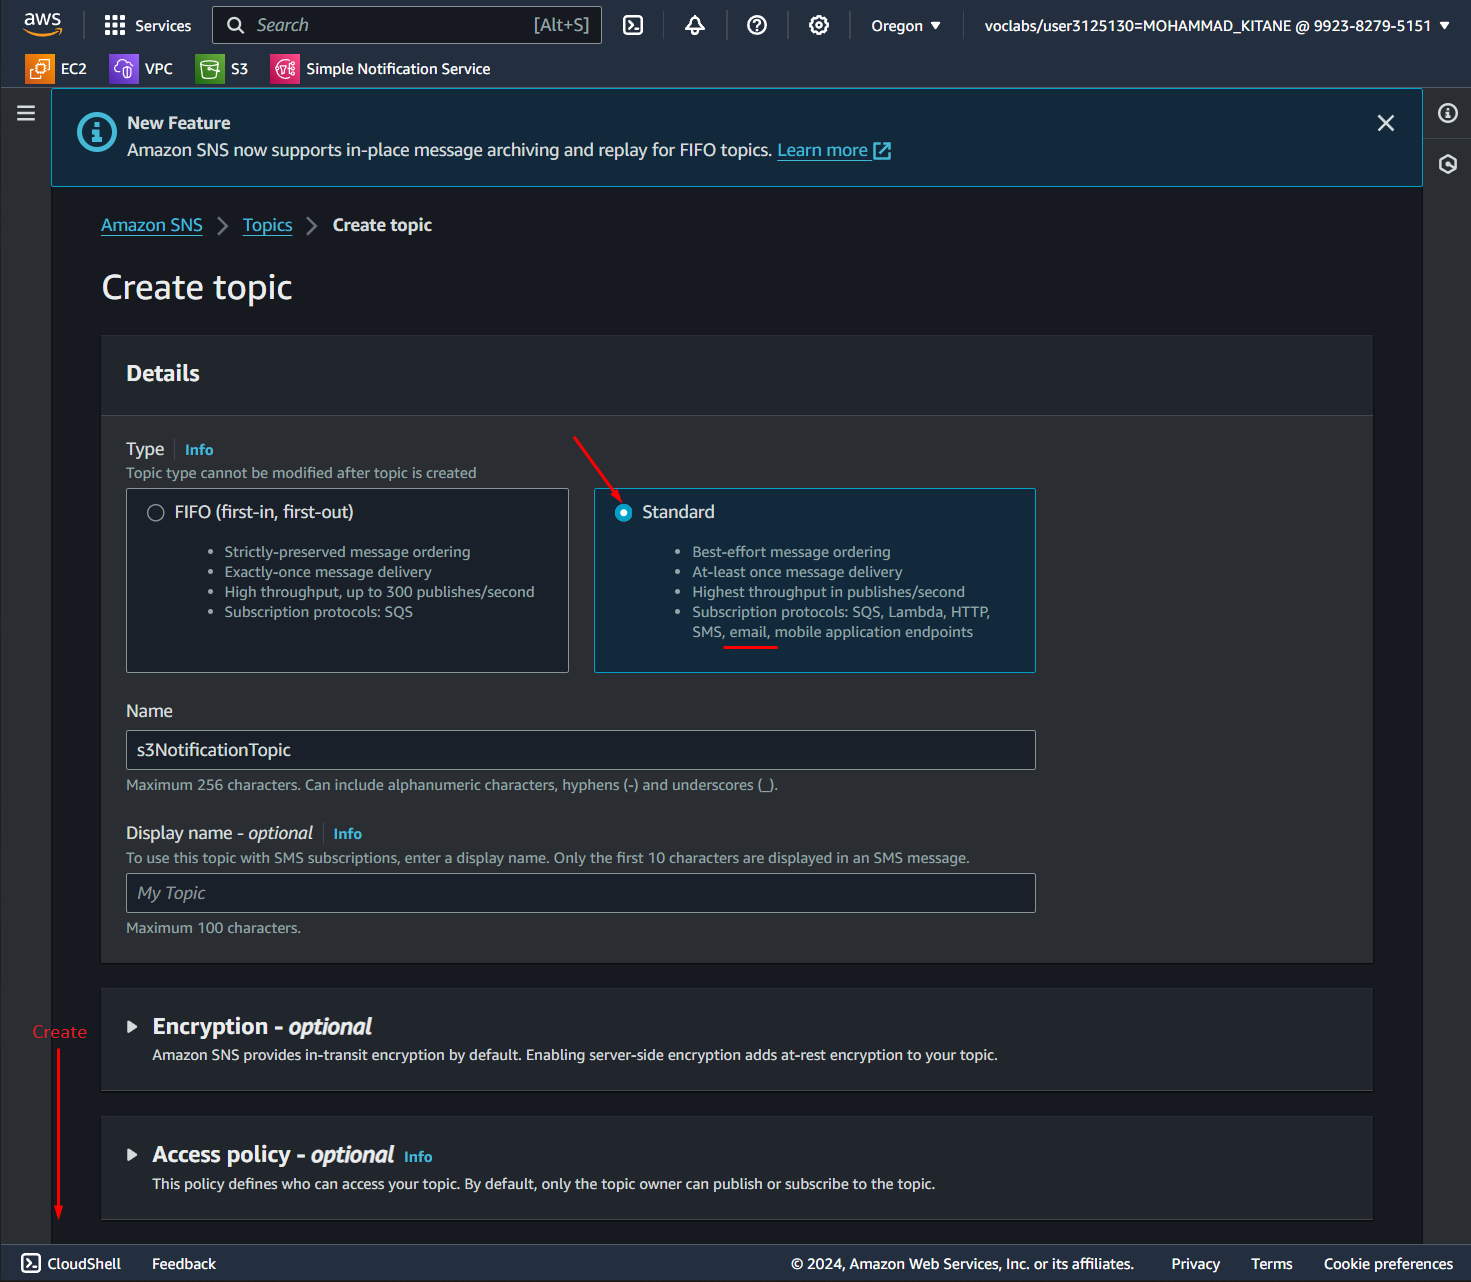 aws
Services
Search [Alt+S]
Oregon
voclabs/user3125130=MOHAMMAD_KITANE @ 9923-8279-5151
EC2
VPC
S3
Simple Notification Service
New Feature
Amazon SNS now supports in-place message archiving and replay for FIFO topics. Learn more
Amazon SNS
Topics
Create topic
Create topic
Details
Type
Info
Topic type cannot be modified after topic is created
FIFO (first-in, first-out)
• Strictly-preserved message ordering
• Exactly-once message delivery
• High throughput, up to 300 publishes/second
• Subscription protocols: SQS
Standard
• Best-effort message ordering
• At-least once message delivery
• Highest throughput in publishes/second
• Subscription protocols: SQS, Lambda, HTTP,
SMS, email, mobile application endpoints
Name
s3NotificationTopic
Maximum 256 characters. Can include alphanumeric characters, hyphens (-) and underscores (_).
Display name - optional
Info
To use this topic with SMS subscriptions, enter a display name. Only the first 10 characters are displayed in an SMS message.
My Topic
Maximum 100 characters.
Create
Encryption - optional
Amazon SNS provides in-transit encryption by default. Enabling server-side encryption adds at-rest encryption to your topic.
Access policy - optional Info
This policy defines who can access your topic. By default, only the topic owner can publish or subscribe to the topic.
CloudShell
Feedback
© 2024, Amazon Web Services, Inc. or its affiliates.
Privacy
Terms
Cookie preferences